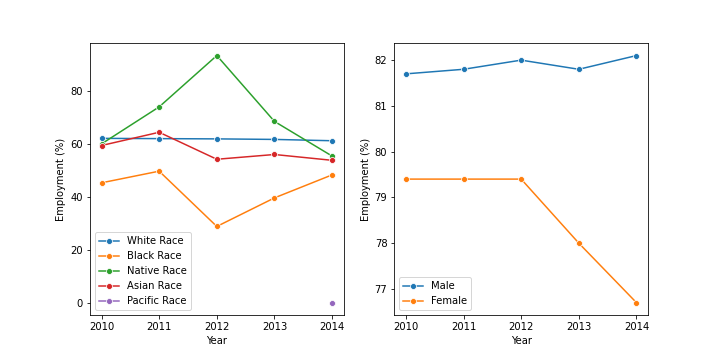 Employment (%)
80
60
40
20
0
2010 2011 2012 2013 2014
Year
White Race
Black Race
Native Race
Asian Race
Pacific Race
Employment (%)
82
81
80
79
78
77
2010 2011 2012 2013 2014
Year
Male
Female